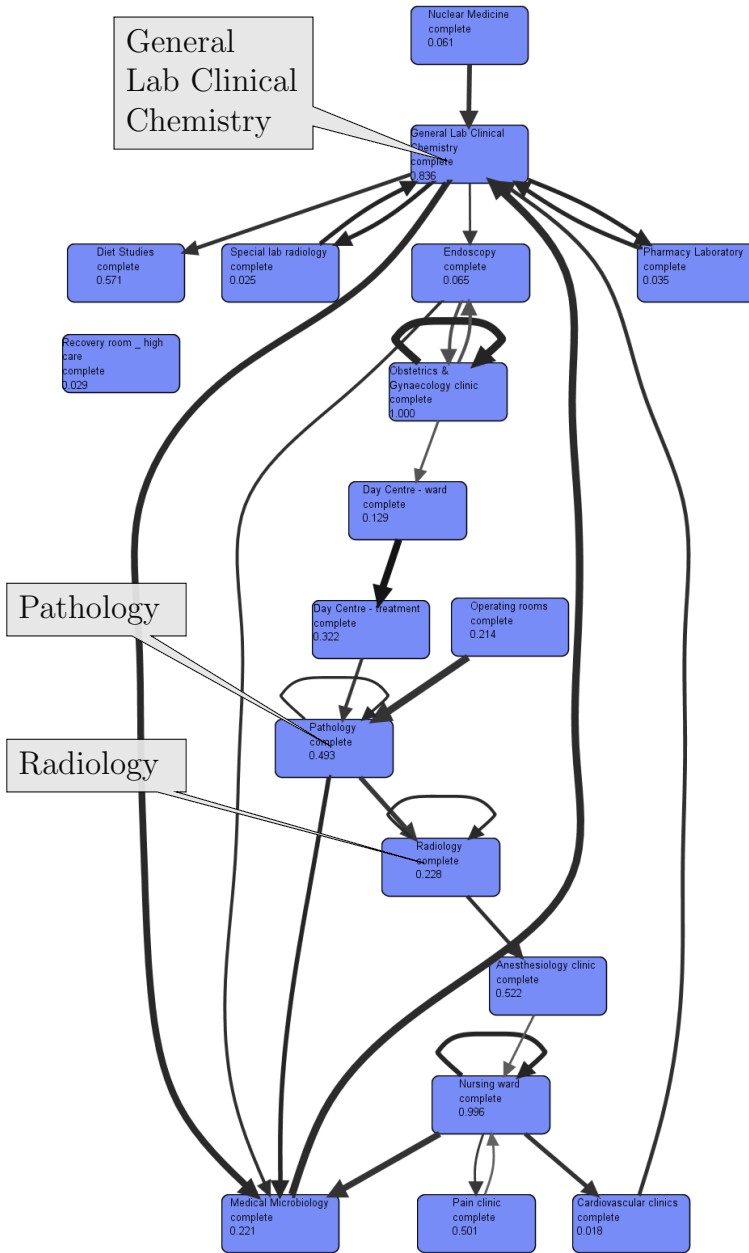 Nuclear Medicine
complete
0.061
General
Lab Clinical
Chemistry
General Lab Clinical
Chemistry
complete
0.836
Diet Studies
complete
0.571
Special lab radiology
complete
0.025
Endoscopy
complete
0.065
Pharmacy Laboratory
complete
0.035
Recovery room _ high
care
complete
0.029
Obstetrics &
Gynaecology clinic
complete
1.000
Day Centre - ward
complete
0.129
Day Centre - treatment
complete
0.322
Operating rooms
complete
0.214
Pathology
Pathology
complete
0.493
Radiology
Radiology
complete
0.228
Anesthesiology clinic
complete
0.522
Nursing ward
complete
0.996
Medical Microbiology
complete
0.221
Pain clinic
complete
0.501
Cardiovascular clinics
complete
0.018